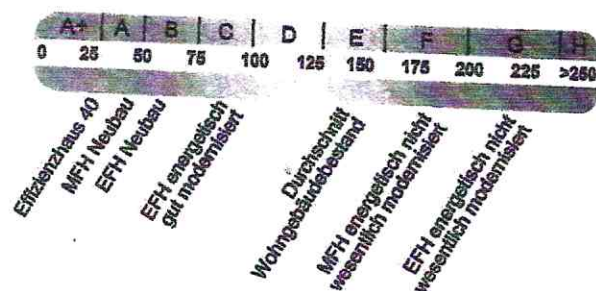 A+ A B C D E F G H
0 25 50 75 100 125 150 175 200 225 >250
Effizienzhaus 40
MFH Neubau
EFH Neubau
EFH energetisch
gut modernisiert
Durchschnitt
Wohngebäudebestand
MFH energetisch nicht
wesentlich modernisiert
EFH energetisch nicht
wesentlich modernisiert